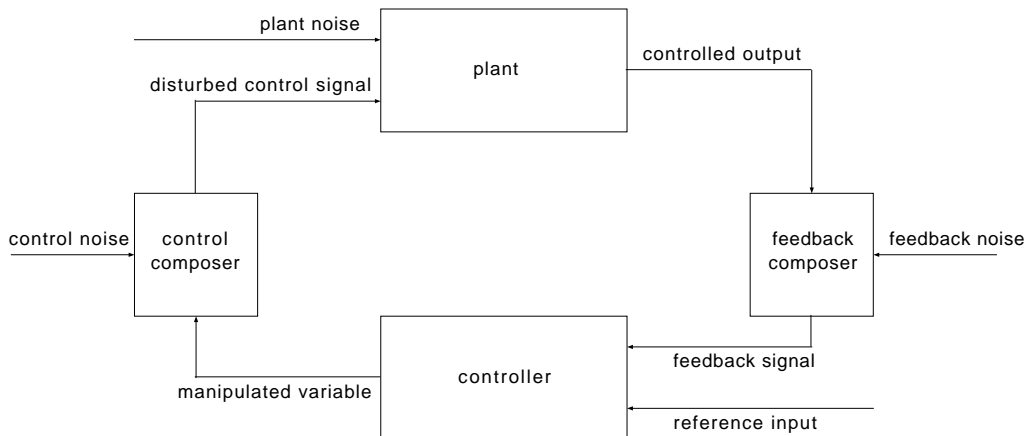 plant noise
plant
controlled output
disturbed control signal
control noise
control
composer
feedback
composer
feedback noise
manipulated variable
controller
feedback signal
reference input